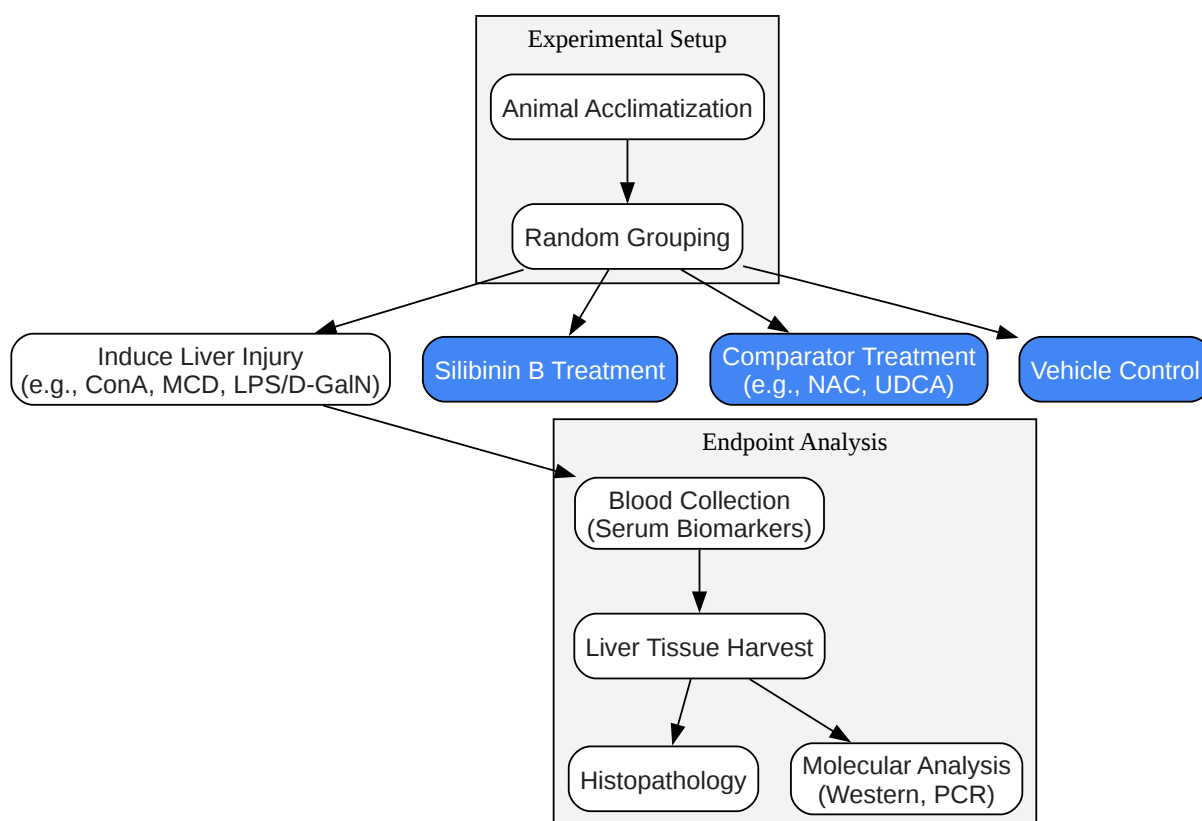 Experimental Setup
Animal Acclimatization
Random Grouping
Induce Liver Injury
(e.g., ConA, MCD, LPS/D-GalN)
Silibinin B Treatment
Comparator Treatment
(e.g., NAC, UDCA)
Vehicle Control
Endpoint Analysis
Blood Collection
(Serum Biomarkers)
Liver Tissue Harvest
Histopathology
Molecular Analysis
(Western, PCR)